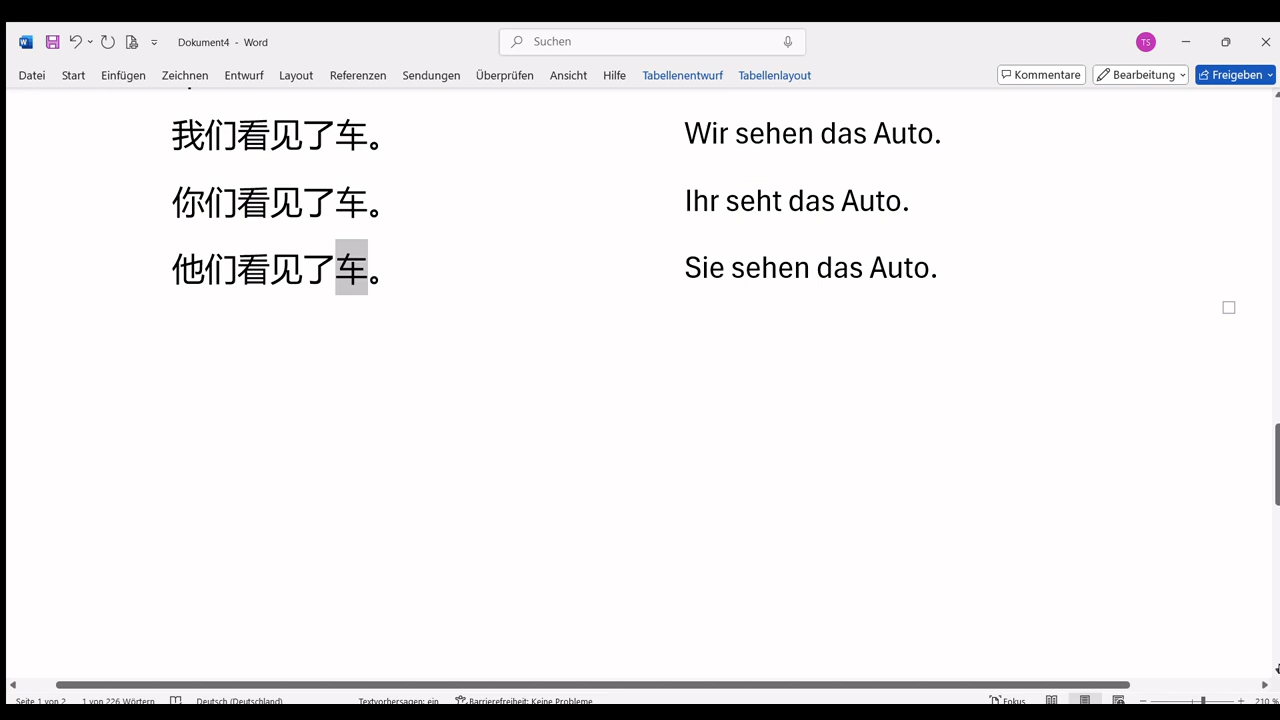 Dokument4 - Word
Suchen
TS
Datei Start Einfügen Zeichnen Entwurf Layout Referenzen Sendungen Überprüfen Ansicht Hilfe Tabellenentwurf Tabellenlayout Kommentare Bearbeitung Freigeben
我们看见了车。 Wir sehen das Auto.
你们看见了车。 Ihr seht das Auto.
他们看见了车。 Sie sehen das Auto.
Seite 1 von 2 1 von 226 Wörtern Deutsch (Deutschland) Textvorhersagen: ein Barrierefreiheit: Keine Probleme Fokus 210 %